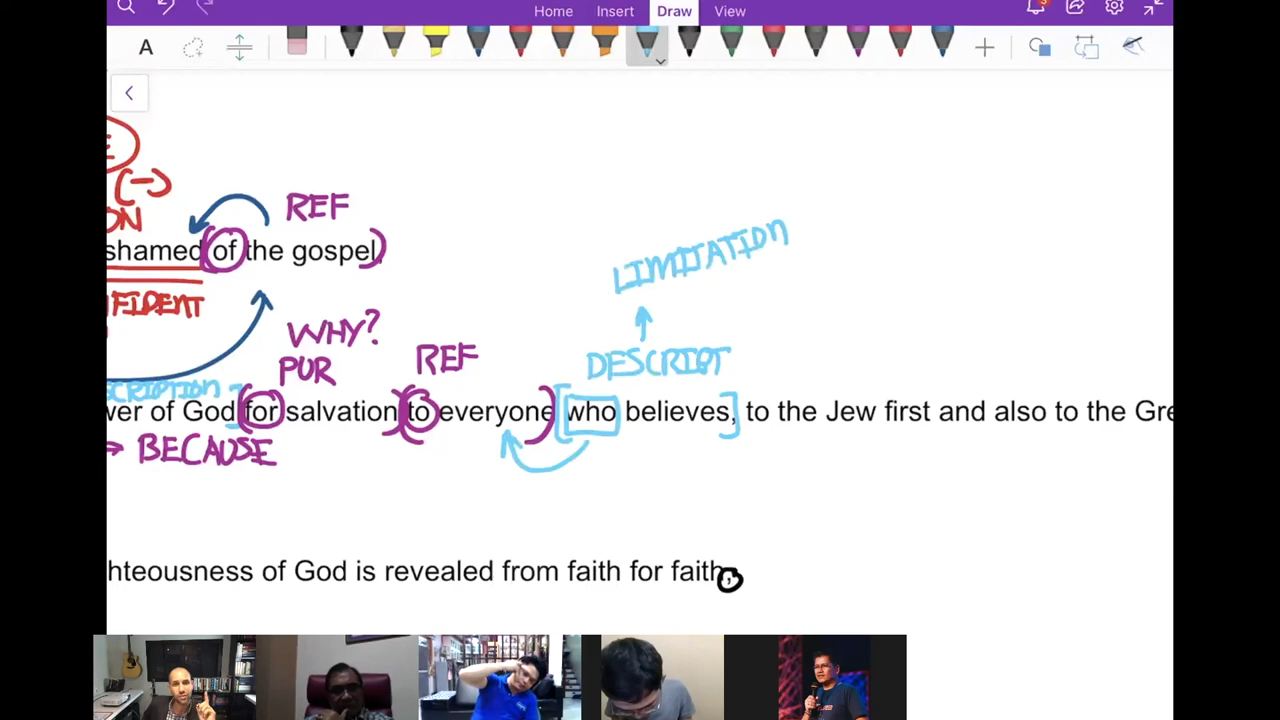 Home Insert Draw View
A
E
(→)
ON
REF
shamed (of the gospel)
FIDENT
LIMITATION
WHY?
PUR
REF
DESCRIPT
SCRIPTION]
wer of God (for salvation) (to everyone) [who believes,] to the Jew first and also to the Gre
→ BECAUSE
hteousness of God is revealed from faith for faith,